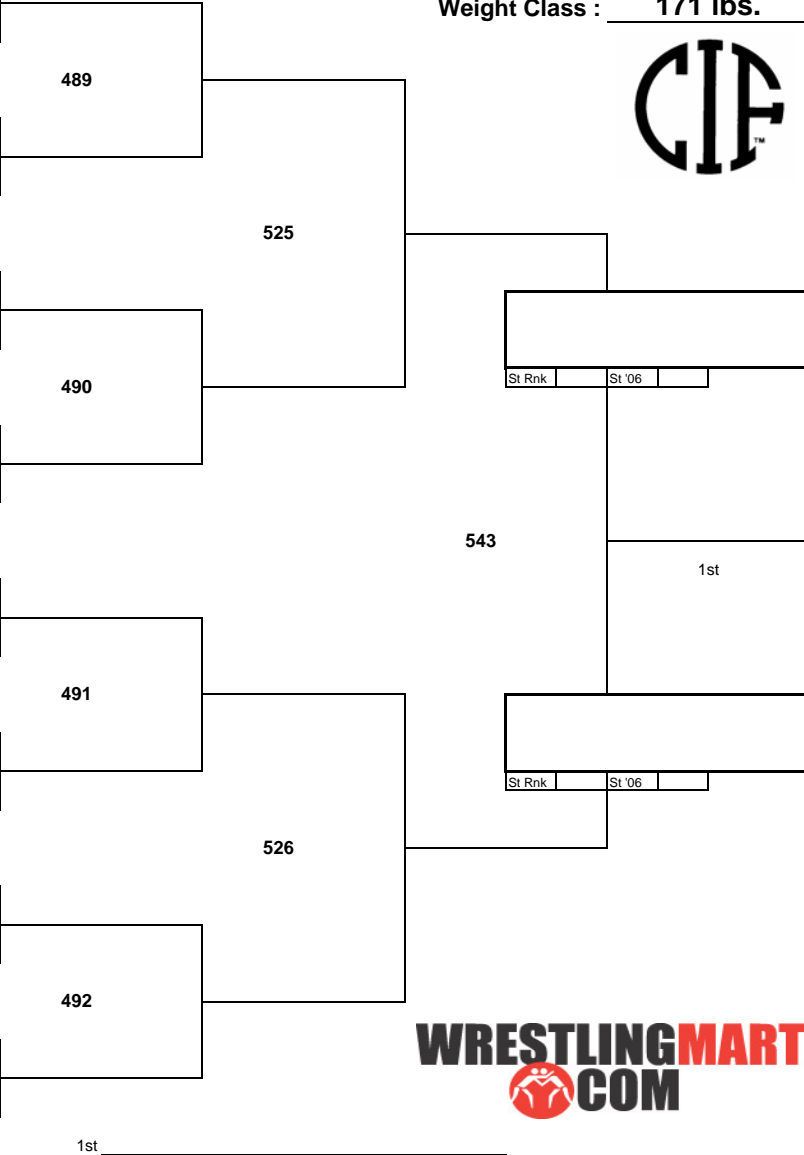 Weight Class : 171 lbs.
CIF™
489
525
490
St Rnk St '06
543
1st
491
St Rnk St '06
526
492
WRESTLINGMART
COM
1st